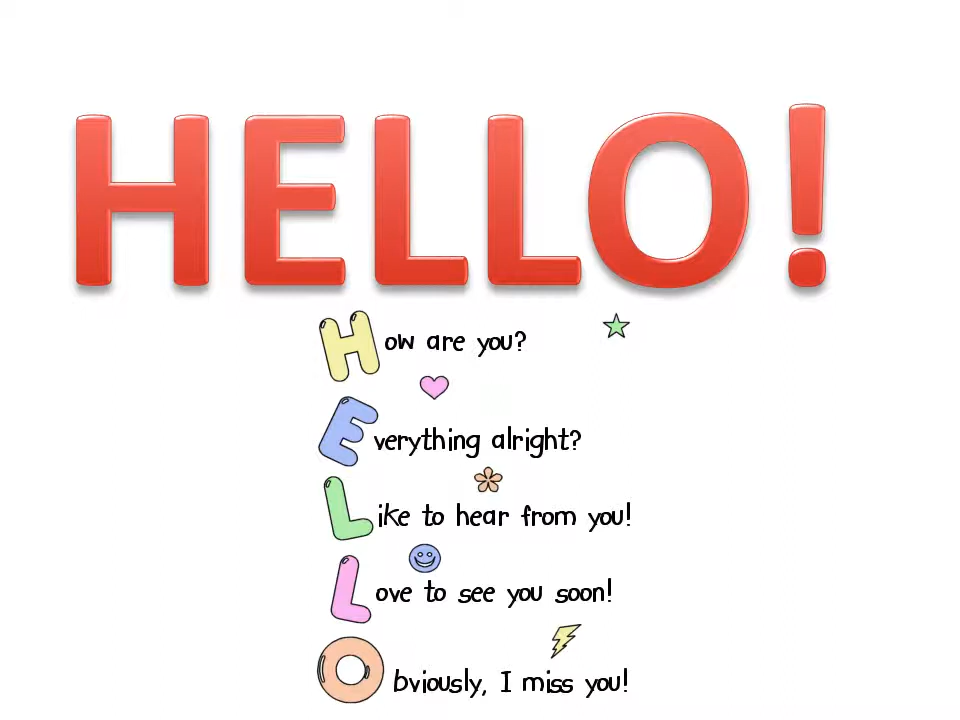 HELLO!
How are you?
Everything alright?
Like to hear from you!
Love to see you soon!
Obviously, I miss you!